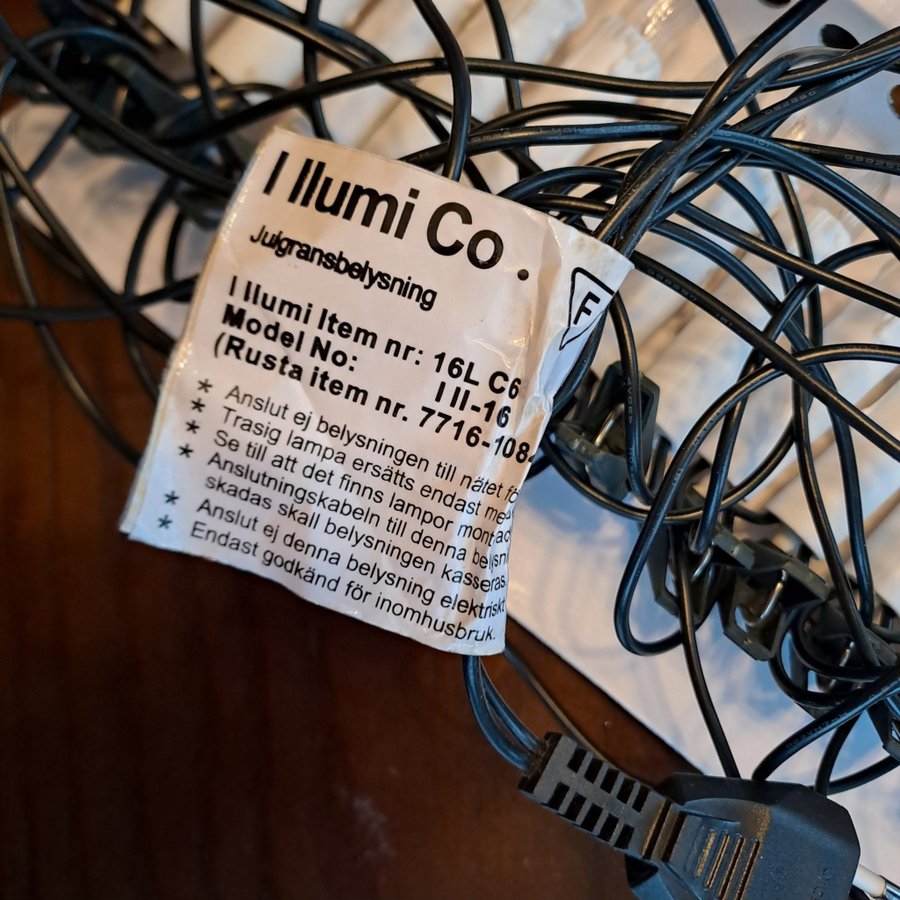 I Ilumi Co.
Julgransbelysning
F
I Ilumi Item nr: 16L C6
Model No: I II-16
(Rusta item nr. 7716-108-
* Anslut ej belysningen till nätet
* Trasig lampa ersätts endast
* Se till att det finns lampor
* Anslutningskabeln till denna
skadas skall belysningen kasseras.
* Anslut ej denna belysning elektriskt
* Endast godkänd för inomhusbruk.